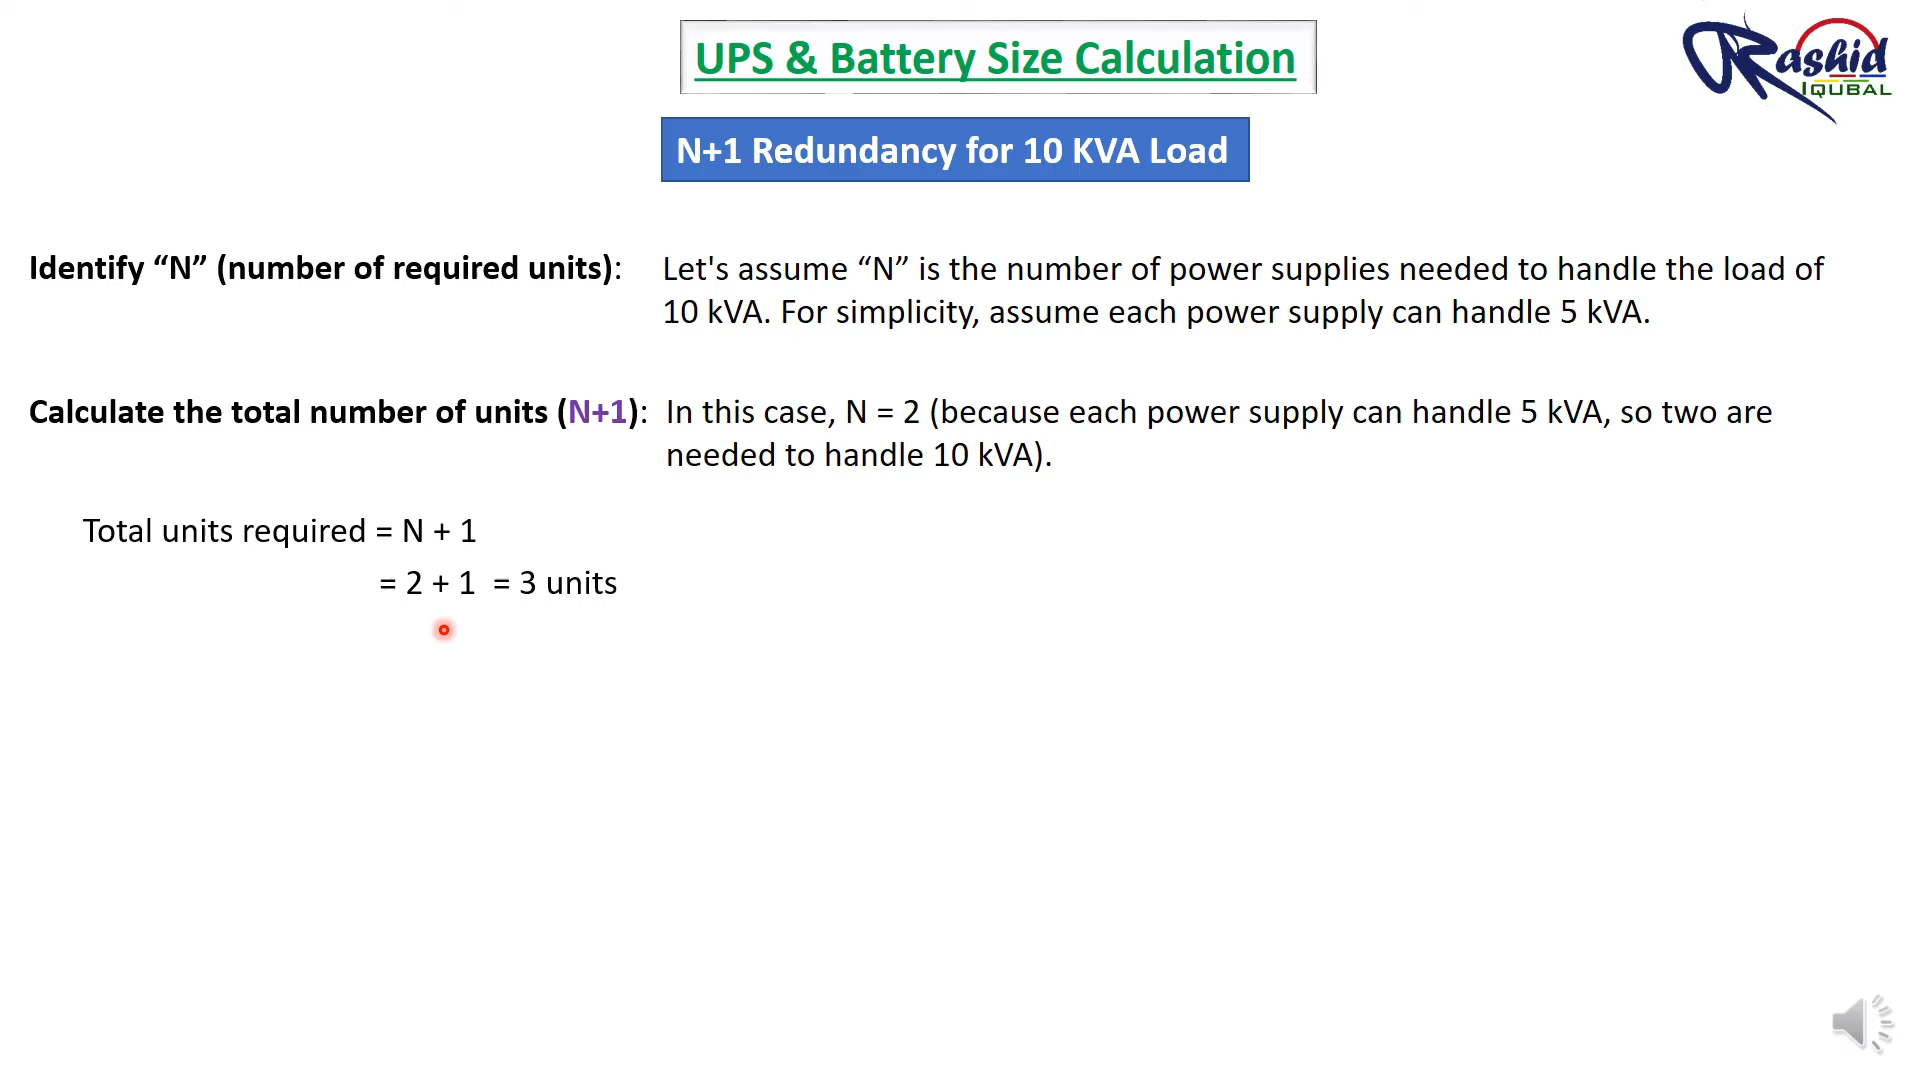 UPS & Battery Size Calculation
Rashid
IQUBAL
N+1 Redundancy for 10 KVA Load
Identify “N” (number of required units): Let's assume “N” is the number of power supplies needed to handle the load of
10 kVA. For simplicity, assume each power supply can handle 5 kVA.
Calculate the total number of units (N+1): In this case, N = 2 (because each power supply can handle 5 kVA, so two are
needed to handle 10 kVA).
Total units required = N + 1
= 2 + 1 = 3 units